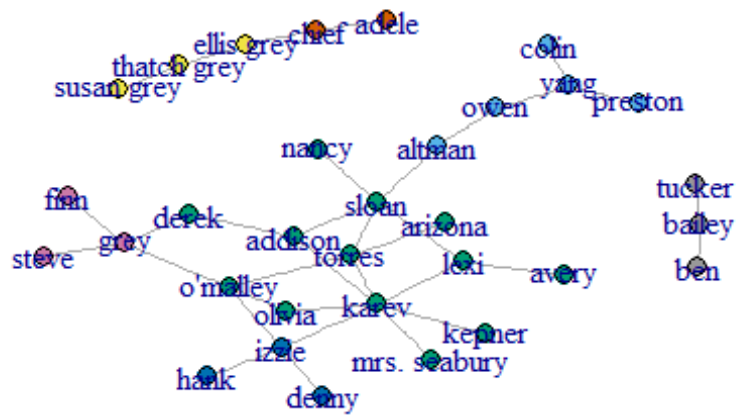 adele
chief
ellis grey
thatch grey
susan grey
colin
yang
preston
owen
altman
nancy
sloan
tucker
bailey
ben
finn
derek
grey
steve
addison
arizona
torres
lexi
avery
o'malley
olivia
karev
kepner
izzie
mrs. seabury
hank
denny